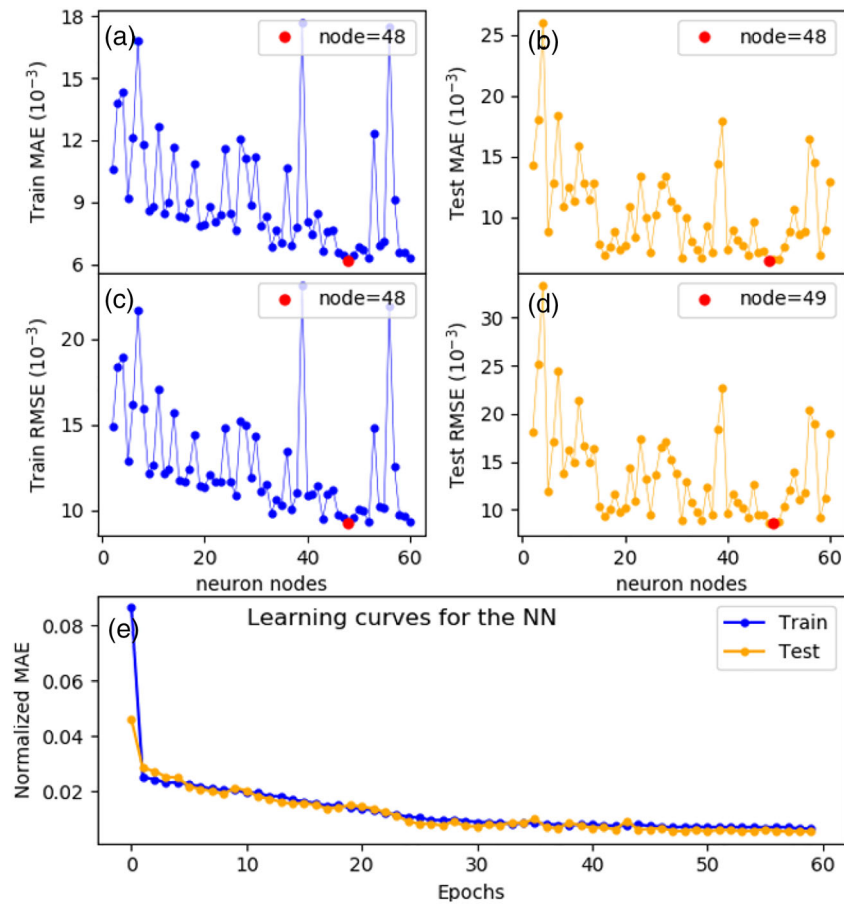 (a)
node=48
Train MAE (10⁻³)
18
15
12
9
6
(b)
node=48
Test MAE (10⁻³)
25
20
15
10
(c)
node=48
Train RMSE (10⁻³)
20
15
10
0
20
40
60
neuron nodes
(d)
node=49
Test RMSE (10⁻³)
30
25
20
15
10
0
20
40
60
neuron nodes
(e)
Learning curves for the NN
Train
Test
Normalized MAE
0.08
0.06
0.04
0.02
0
10
20
30
40
50
60
Epochs